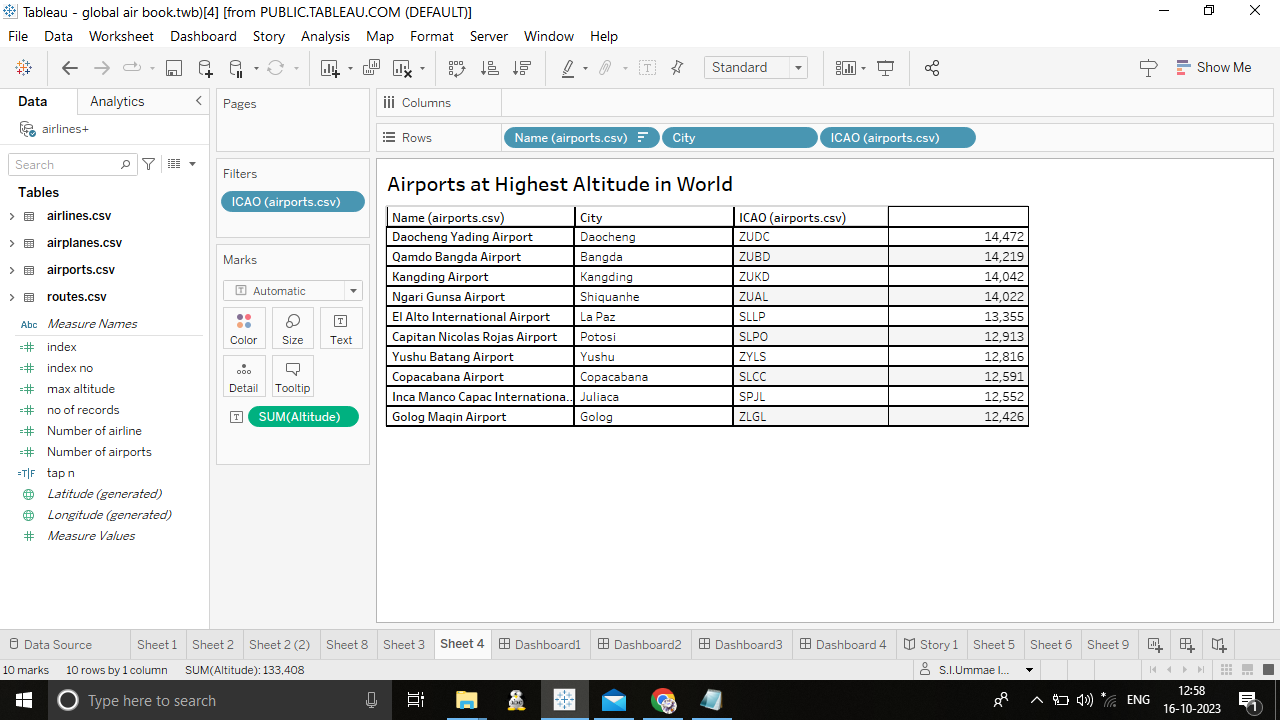 Tableau - global air book.twb)[4] [from PUBLIC.TABLEAU.COM (DEFAULT)]
File Data Worksheet Dashboard Story Analysis Map Format Server Window Help
Standard
Show Me
Data Analytics
airlines+
Search
Tables
airlines.csv
airplanes.csv
airports.csv
routes.csv
Abc Measure Names
index
index no
max altitude
no of records
Number of airline
Number of airports
=T|F tap n
Latitude (generated)
Longitude (generated)
Measure Values
Pages
Filters
ICAO (airports.csv)
Marks
Automatic
Color Size Text
Detail Tooltip
SUM(Altitude)
Columns
Rows Name (airports.csv) City ICAO (airports.csv)
Airports at Highest Altitude in World
Name (airports.csv) City ICAO (airports.csv)
Daocheng Yading Airport Daocheng ZUDC 14,472
Qamdo Bangda Airport Bangda ZUBD 14,219
Kangding Airport Kangding ZUKD 14,042
Ngari Gunsa Airport Shiquanhe ZUAL 14,022
El Alto International Airport La Paz SLLP 13,355
Capitan Nicolas Rojas Airport Potosi SLPO 12,913
Yushu Batang Airport Yushu ZYLS 12,816
Copacabana Airport Copacabana SLCC 12,591
Inca Manco Capac Internationa.. Juliaca SPJL 12,552
Golog Maqin Airport Golog ZLGL 12,426
Data Source Sheet 1 Sheet 2 Sheet 2 (2) Sheet 8 Sheet 3 Sheet 4 Dashboard1 Dashboard2 Dashboard3 Dashboard 4 Story 1 Sheet 5 Sheet 6 Sheet 9
10 marks 10 rows by 1 column SUM(Altitude): 133,408 S.I.Ummae I...
Type here to search
ENG
12:58
16-10-2023
1